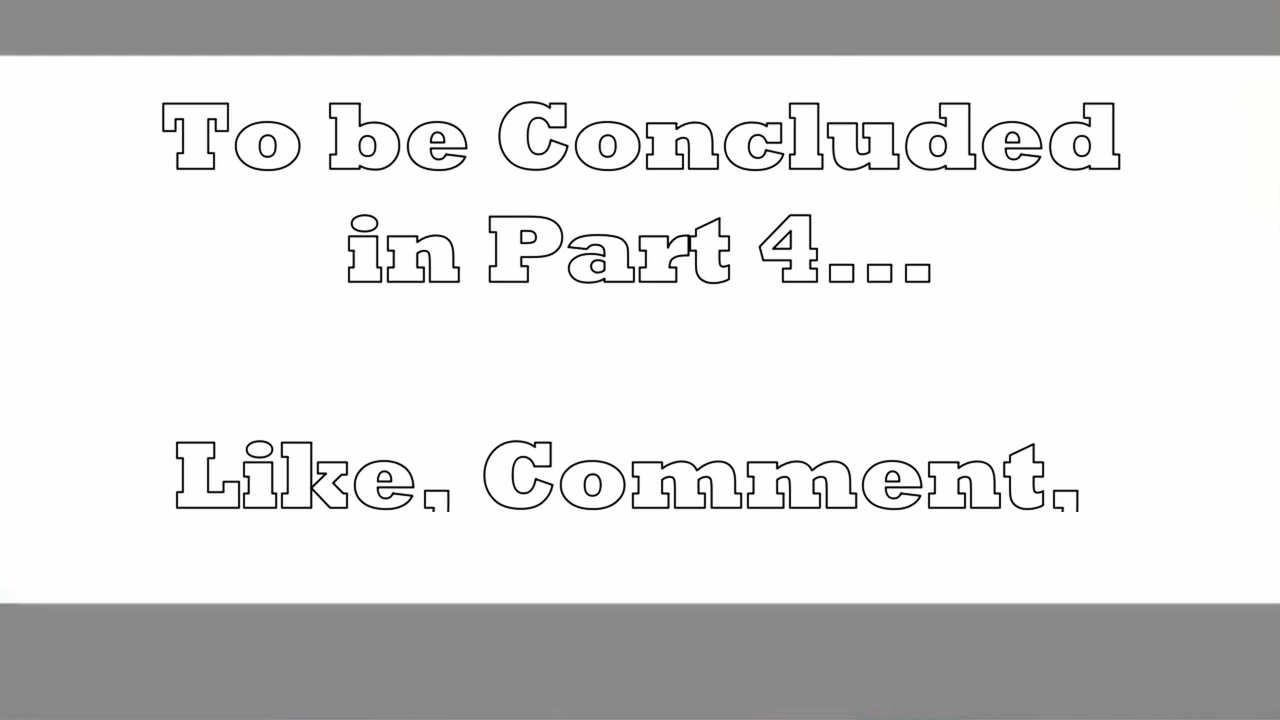 To be Concluded
in Part 4...
Like, Comment,